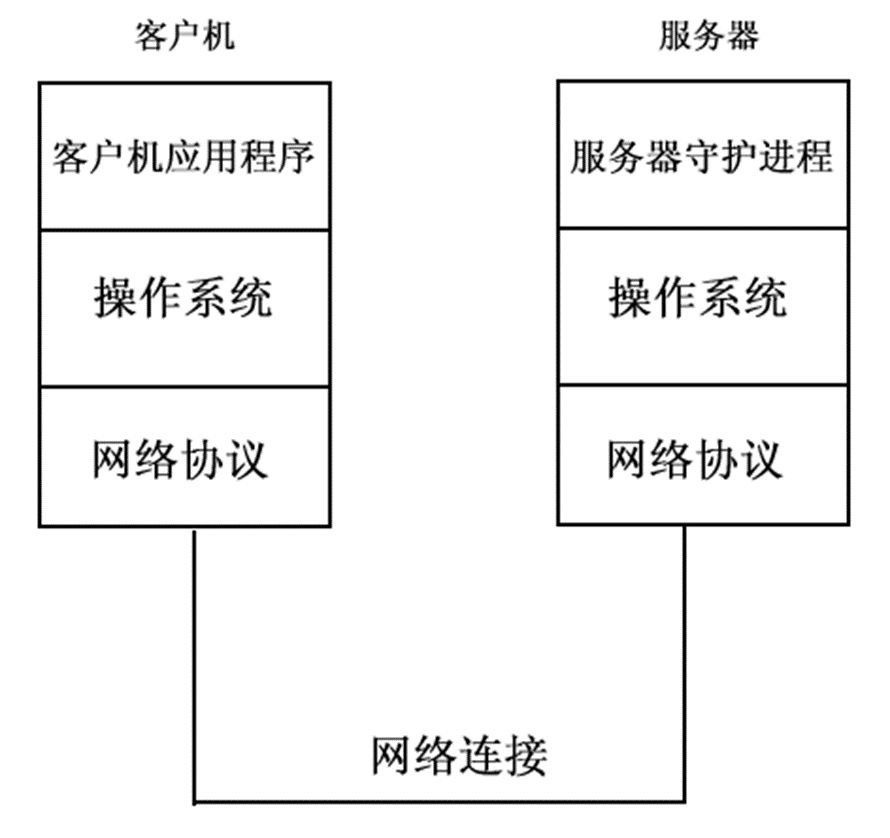 客户机
服务器
客户机应用程序
服务器守护进程
操作系统
操作系统
网络协议
网络协议
网络连接